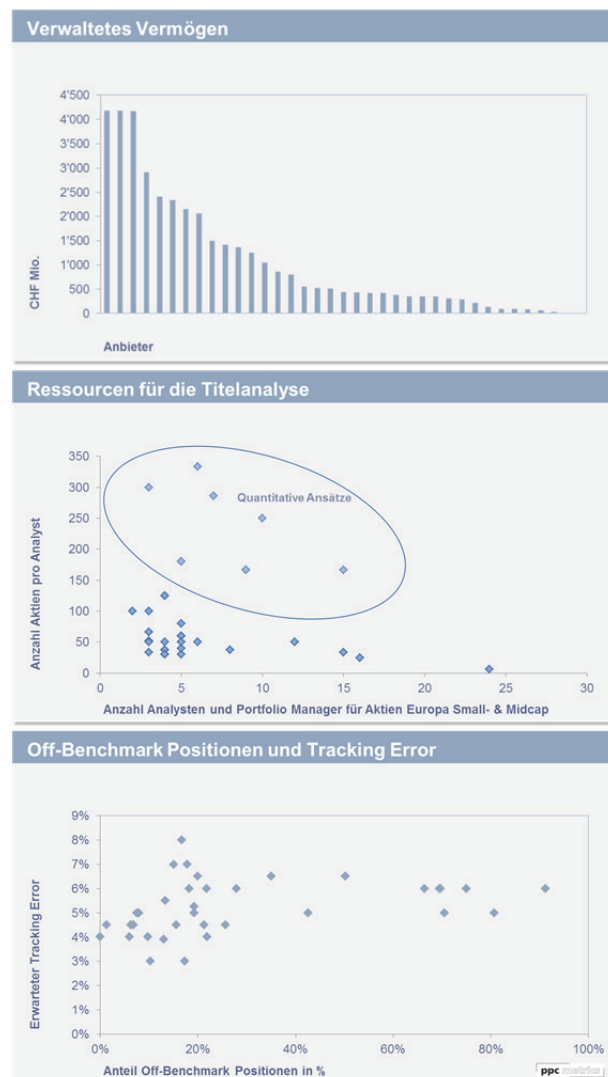 Verwaltetes Vermögen
4'500
4'000
3'500
3'000
2'500
2'000
1'500
1'000
500
0
CHF Mio.
Anbieter
Ressourcen für die Titelanalyse
350
300
250
200
150
100
50
0
Anzahl Aktien pro Analyst
Quantitative Ansätze
0 5 10 15 20 25 30
Anzahl Analysten und Portfolio Manager für Aktien Europa Small- & Midcap
Off-Benchmark Positionen und Tracking Error
9%
8%
7%
6%
5%
4%
3%
2%
1%
0%
Erwarteter Tracking Error
0% 20% 40% 60% 80% 100%
Anteil Off-Benchmark Positionen in %
ppc metrics